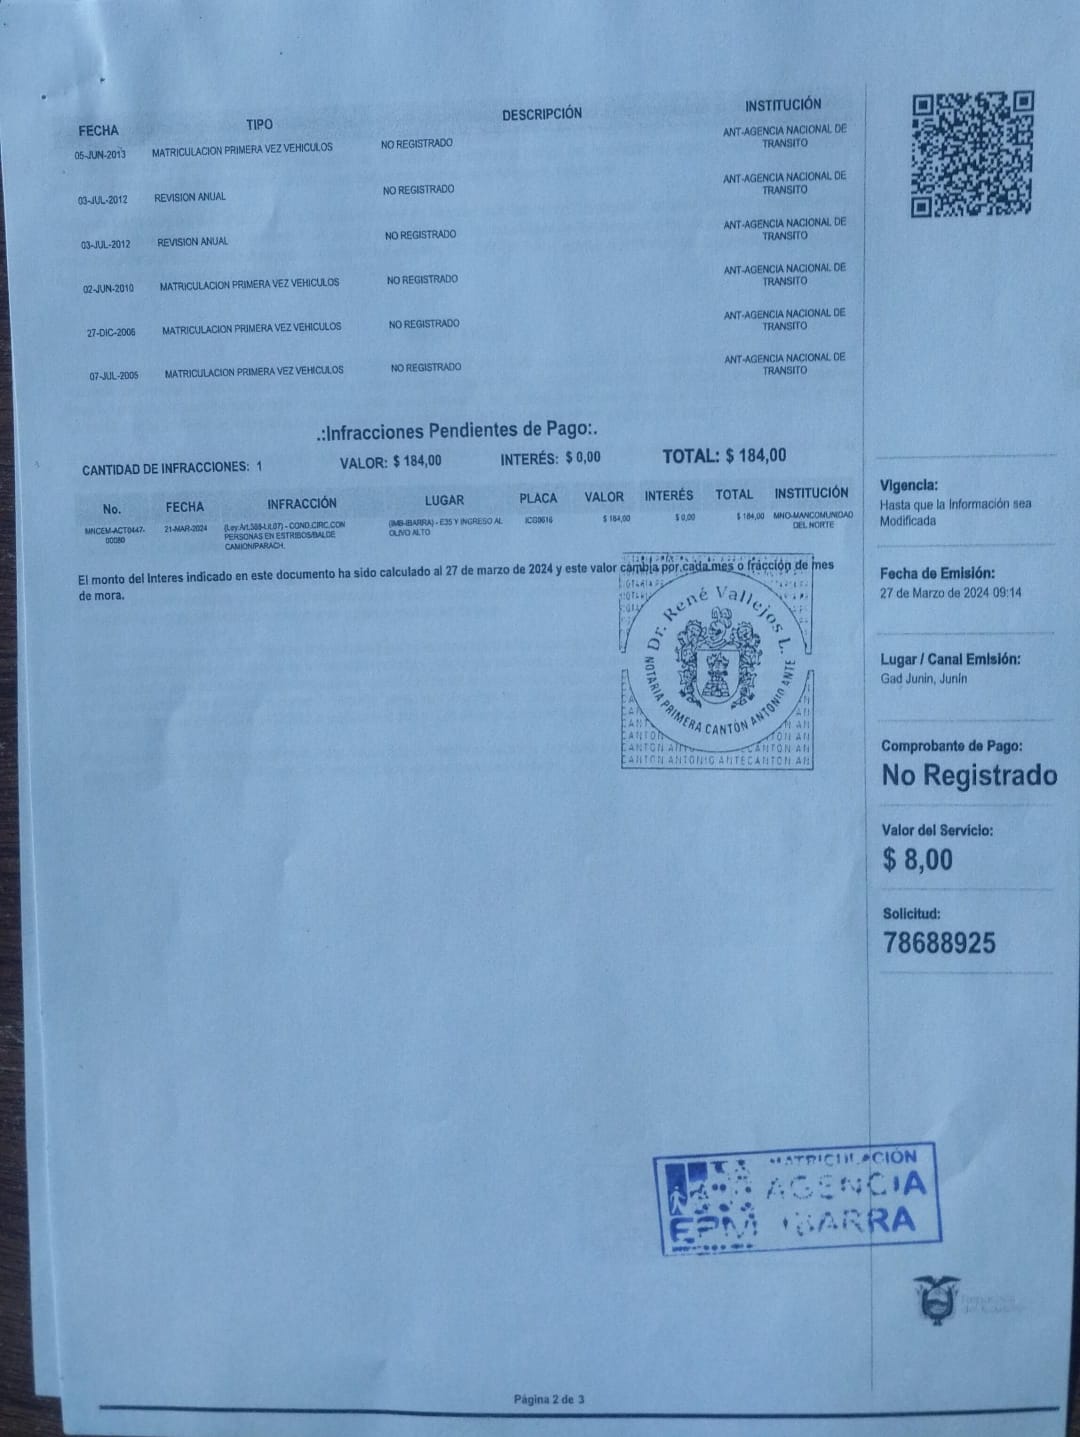 FECHA TIPO DESCRIPCIÓN INSTITUCIÓN
05-JUN-2013 MATRICULACION PRIMERA VEZ VEHICULOS NO REGISTRADO ANT-AGENCIA NACIONAL DE
TRANSITO
03-JUL-2012 REVISION ANUAL NO REGISTRADO ANT-AGENCIA NACIONAL DE
TRANSITO
03-JUL-2012 REVISION ANUAL NO REGISTRADO ANT-AGENCIA NACIONAL DE
TRANSITO
02-JUN-2010 MATRICULACION PRIMERA VEZ VEHICULOS NO REGISTRADO ANT-AGENCIA NACIONAL DE
TRANSITO
27-DIC-2006 MATRICULACION PRIMERA VEZ VEHICULOS NO REGISTRADO ANT-AGENCIA NACIONAL DE
TRANSITO
07-JUL-2005 MATRICULACION PRIMERA VEZ VEHICULOS NO REGISTRADO ANT-AGENCIA NACIONAL DE
TRANSITO
.:Infracciones Pendientes de Pago:.
CANTIDAD DE INFRACCIONES: 1 VALOR: $ 184,00 INTERÉS: $ 0,00 TOTAL: $ 184,00
No. FECHA INFRACCIÓN LUGAR PLACA VALOR INTERÉS TOTAL INSTITUCIÓN
MNCEM-ACT0447- 21-MAR-2024 (Ley.Art.389-Lit.07) - COND.CIRC.CON (IMB-IBARRA) - E35 Y INGRESO AL ICG0616 $ 184,00 $ 0,00 $ 184,00 MNO-MANCOMUNIDAD
00080 PERSONAS EN ESTRIBOS/BALDE OLIVO ALTO DEL NORTE
CAMION/PARACH.
El monto del Interes indicado en este documento ha sido calculado al 27 de marzo de 2024 y este valor cambia por cada mes o fracción de mes
de mora.
Dr. René Vallejos L.
NOTARIA PRIMERA CANTÓN ANTONIO ANTE
CANTON ANTONIO ANTECANTON AN
Vigencia:
Hasta que la Información sea
Modificada
Fecha de Emisión:
27 de Marzo de 2024 09:14
Lugar / Canal Emisión:
Gad Junin, Junín
Comprobante de Pago:
No Registrado
Valor del Servicio:
$ 8,00
Solicitud:
78688925
MATRICULACIÓN
AGENCIA
EPM IBARRA
Página 2 de 3